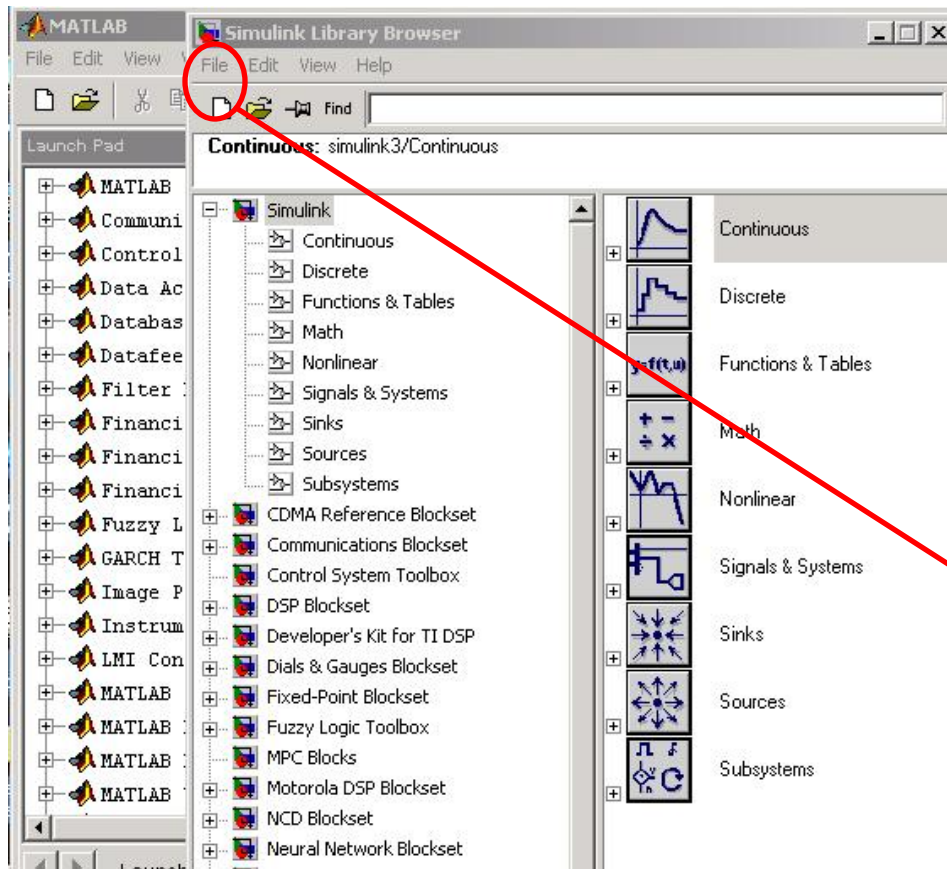 MATLAB
File Edit View
Launch Pad
MATLAB
Communi
Control
Data Ac
Databas
Datafee
Filter
Financi
Financi
Financi
Fuzzy L
GARCH T
Image P
Instrum
LMI Con
MATLAB
MATLAB
MATLAB
MATLAB
Simulink Library Browser
File Edit View Help
Find
Continuous: simulink3/Continuous
Simulink
Continuous
Discrete
Functions & Tables
Math
Nonlinear
Signals & Systems
Sinks
Sources
Subsystems
CDMA Reference Blockset
Communications Blockset
Control System Toolbox
DSP Blockset
Developer's Kit for TI DSP
Dials & Gauges Blockset
Fixed-Point Blockset
Fuzzy Logic Toolbox
MPC Blocks
Motorola DSP Blockset
NCD Blockset
Neural Network Blockset
Continuous
Discrete
y=f(t,u) Functions & Tables
Math
Nonlinear
Signals & Systems
Sinks
Sources
Subsystems